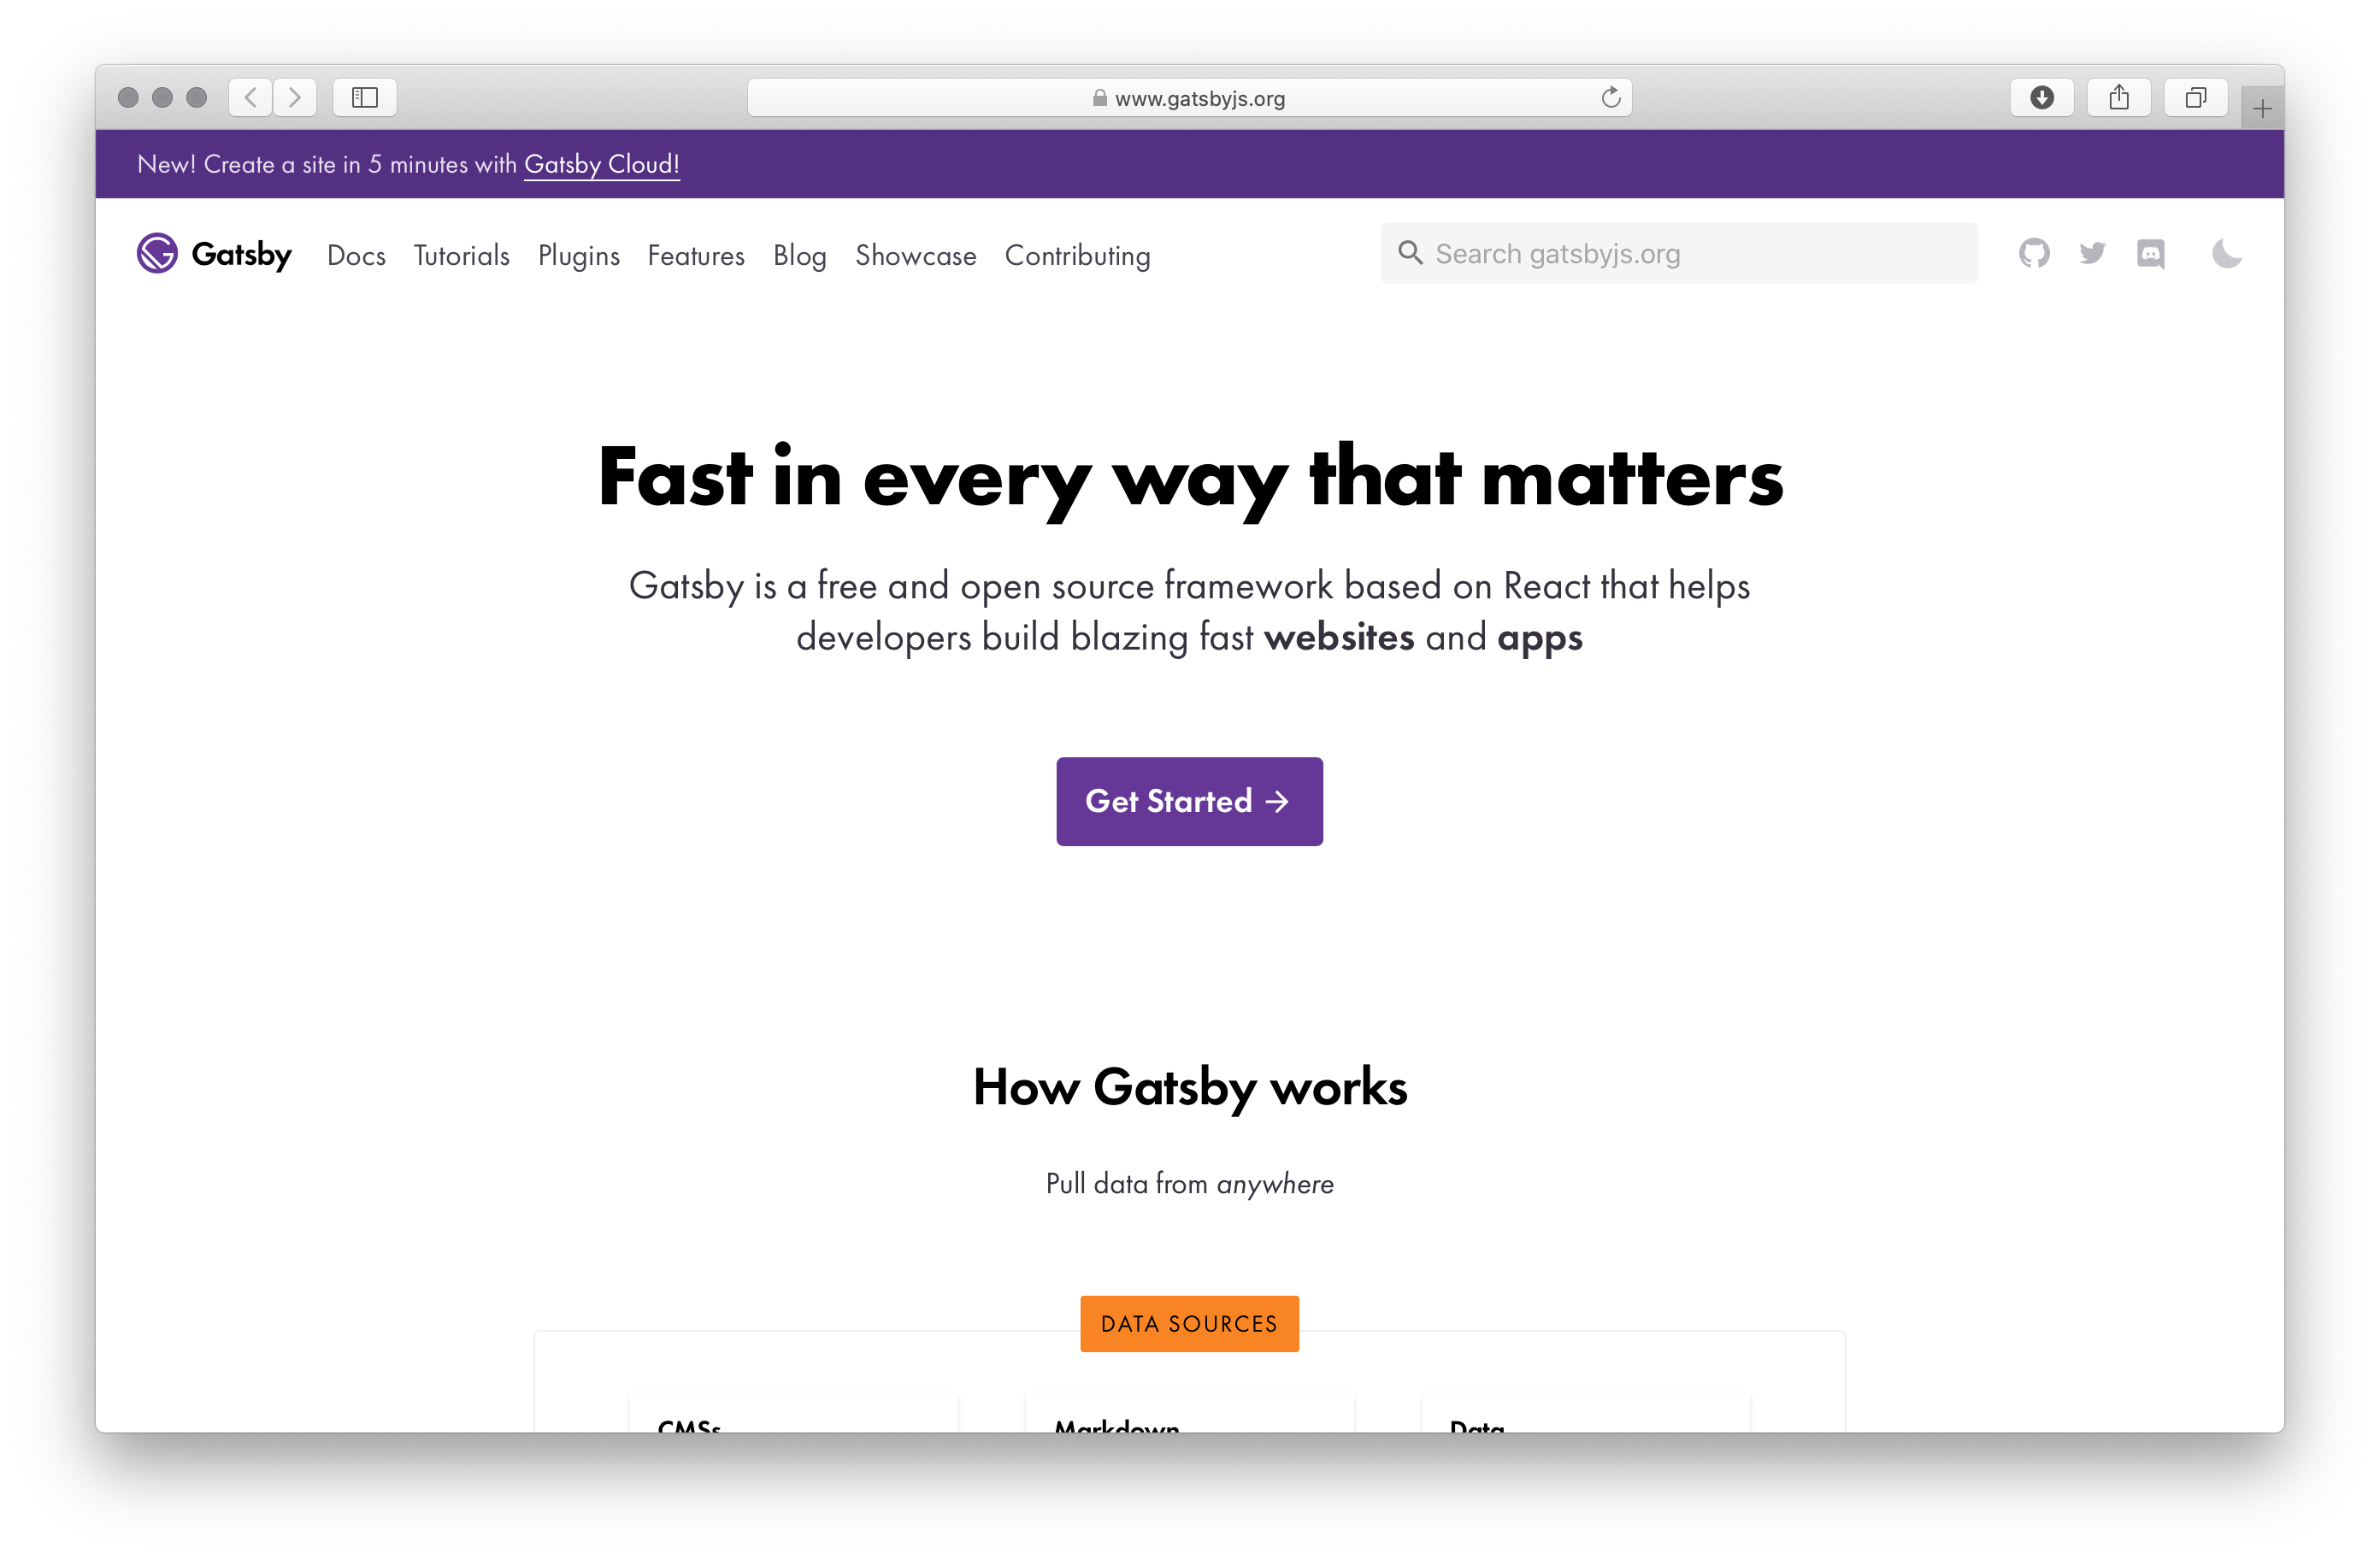 www.gatsbyjs.org
New! Create a site in 5 minutes with Gatsby Cloud!
Gatsby Docs Tutorials Plugins Features Blog Showcase Contributing Search gatsbyjs.org
Fast in every way that matters
Gatsby is a free and open source framework based on React that helps
developers build blazing fast websites and apps
Get Started →
How Gatsby works
Pull data from anywhere
DATA SOURCES
CMSs Markdown Data